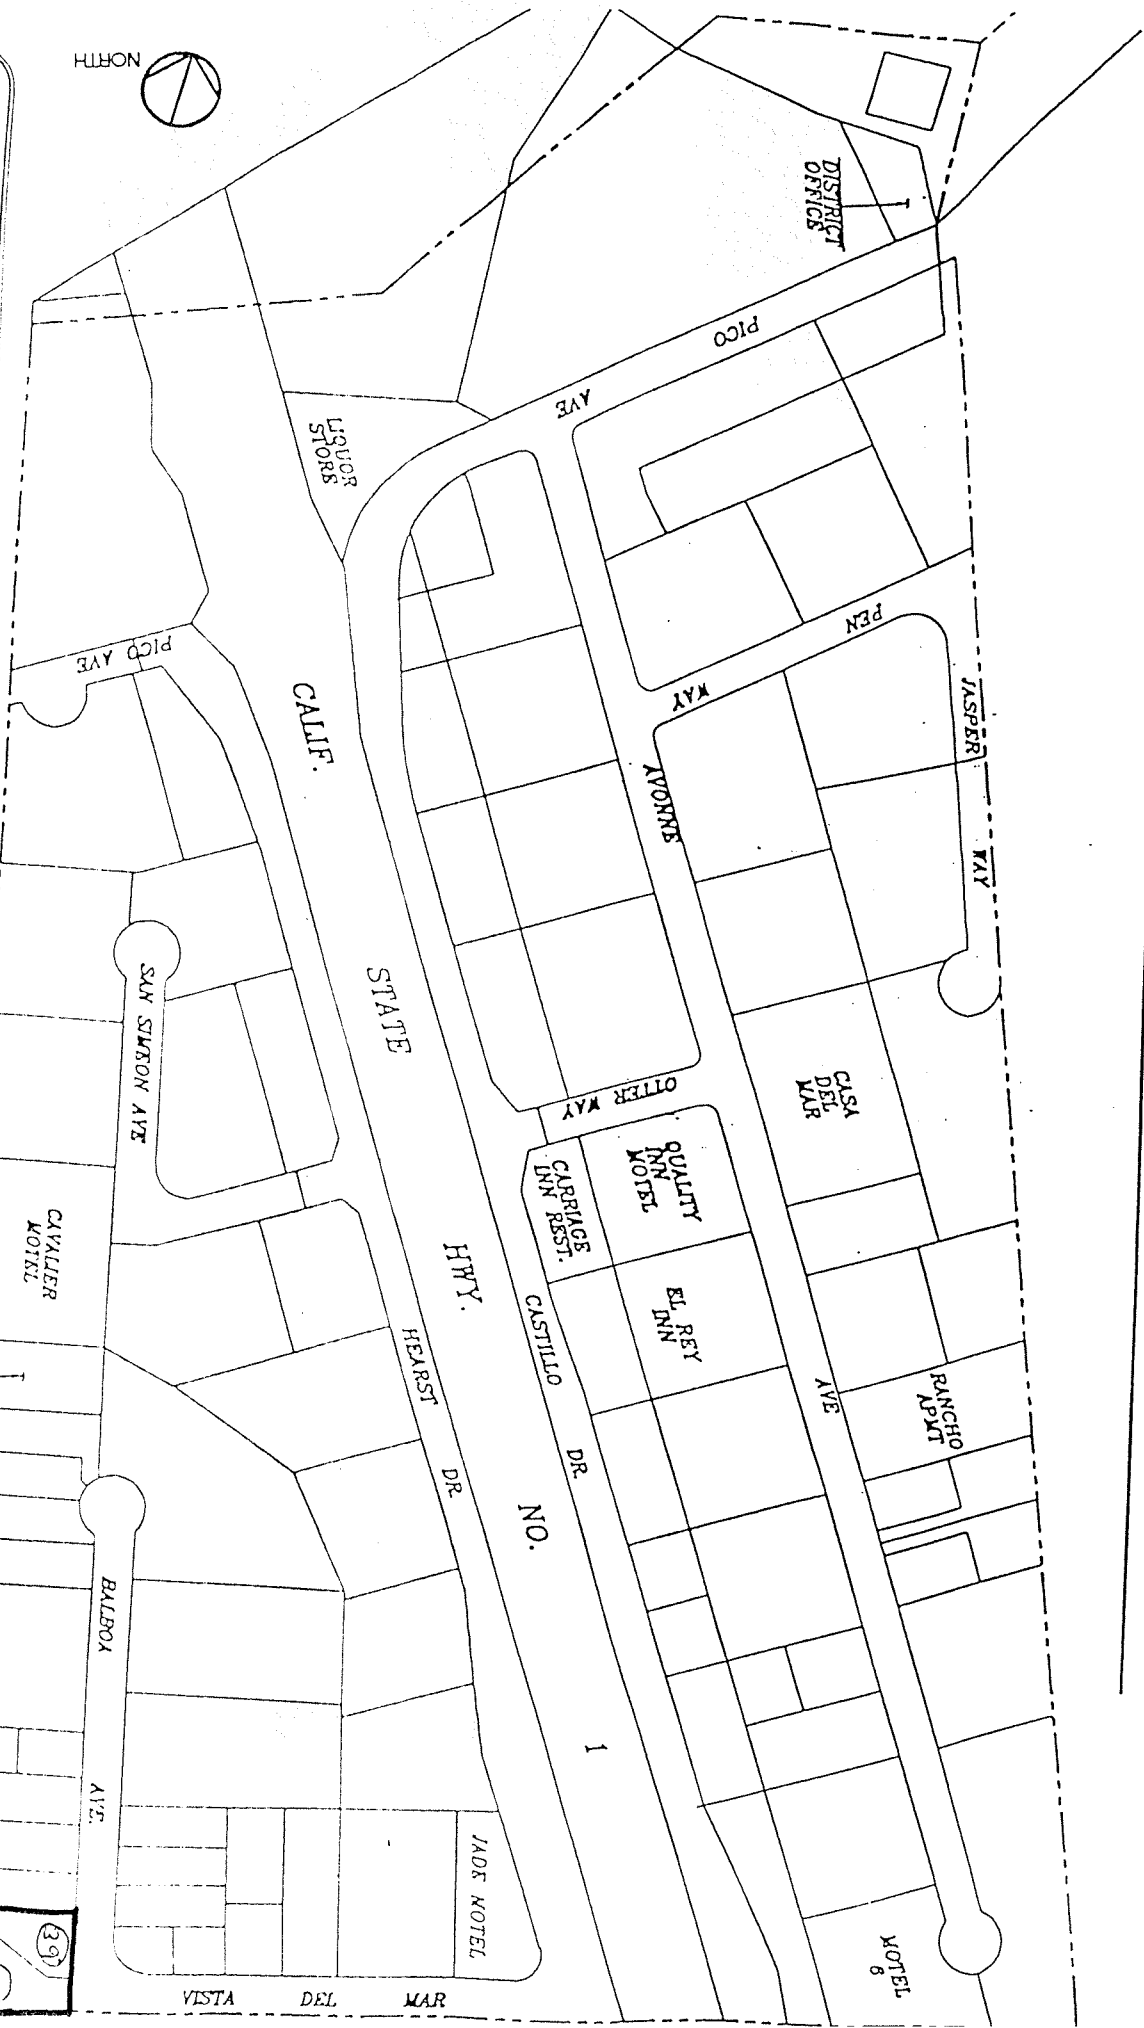 NORTH
DISTRICT
OFFICE
PICO
AVE
LIQUOR
STORE
PICO AVE
CALIF.
PEN
WAY
JASPER
WAY
AVONNE
STATE
SAN SIMEON AVE
OTTER WAY
CASA
DEL
MAR
QUALITY
INN
MOTEL
CARRIAGE
INN REST.
CAVALIER
MOTEL
HWY.
EL REY
INN
CASTILLO
DR
HEARST
DR
AVE
RANCHO
APMT
NO.
BALBOA
AVE.
1
JADE MOTEL
MOTEL
6
39
VISTA DEL MAR